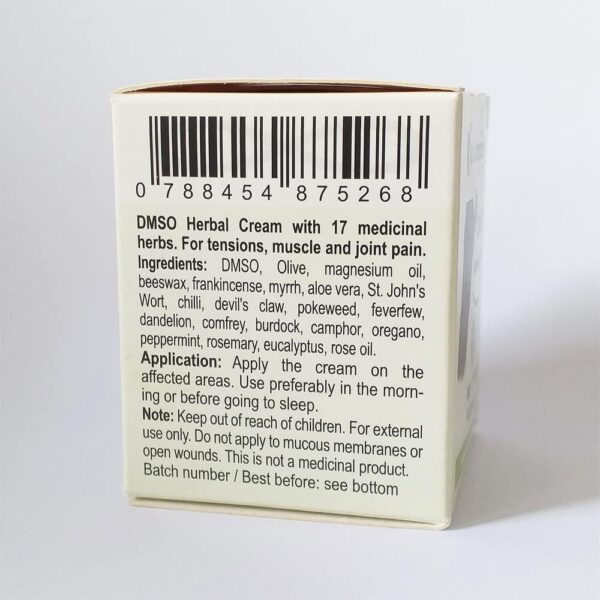 0 788454 875268
DMSO Herbal Cream with 17 medicinal
herbs. For tensions, muscle and joint pain.
Ingredients: DMSO, Olive, magnesium oil,
beeswax, frankincense, myrrh, aloe vera, St. John's
Wort, chilli, devil's claw, pokeweed, feverfew,
dandelion, comfrey, burdock, camphor, oregano,
peppermint, rosemary, eucalyptus, rose oil.
Application: Apply the cream on the
affected areas. Use preferably in the morn-
ing or before going to sleep.
Note: Keep out of reach of children. For external
use only. Do not apply to mucous membranes or
open wounds. This is not a medicinal product.
Batch number / Best before: see bottom